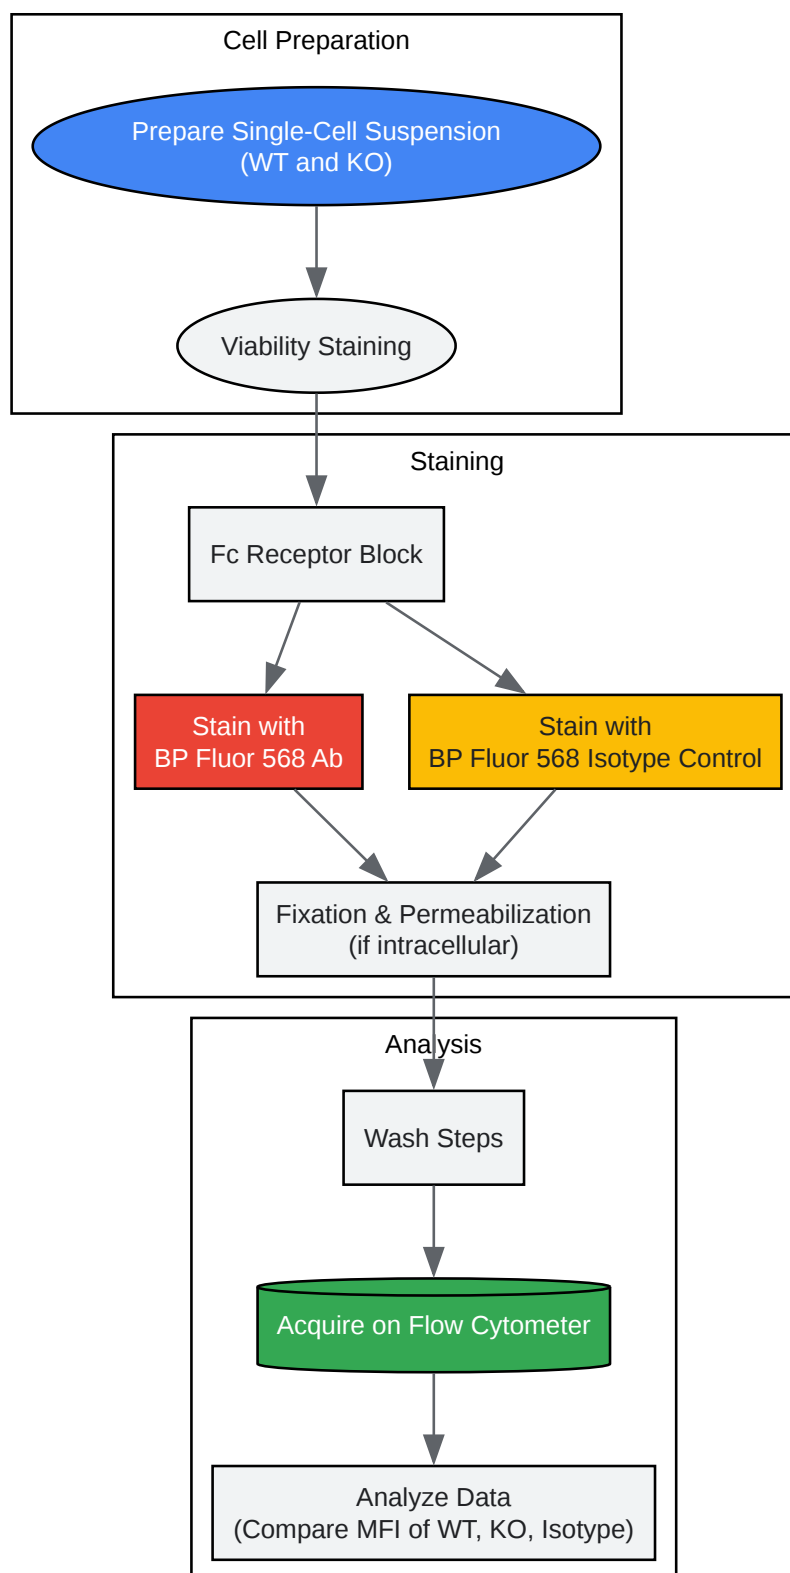 Cell Preparation
Prepare Single-Cell Suspension
(WT and KO)
Viability Staining
Staining
Fc Receptor Block
Stain with
BP Fluor 568 Ab
Stain with
BP Fluor 568 Isotype Control
Fixation & Permeabilization
(if intracellular)
Analysis
Wash Steps
Acquire on Flow Cytometer
Analyze Data
(Compare MFI of WT, KO, Isotype)